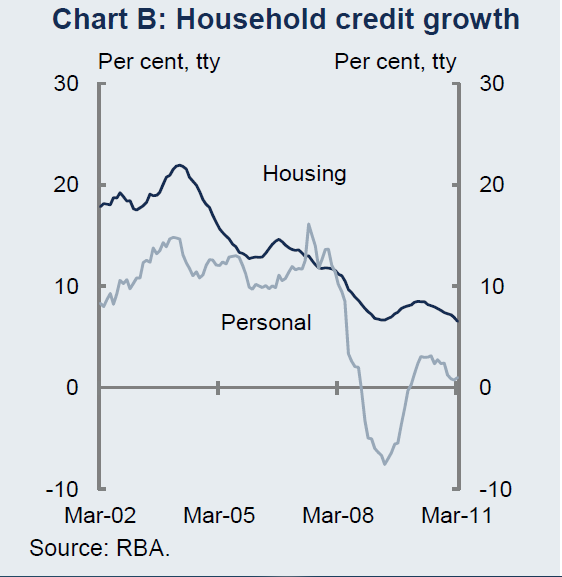 Chart B: Household credit growth
Per cent, tty Per cent, tty
30 30
Housing
20 20
10 10
Personal
0 0
-10 -10
Mar-02 Mar-05 Mar-08 Mar-11
Source: RBA.